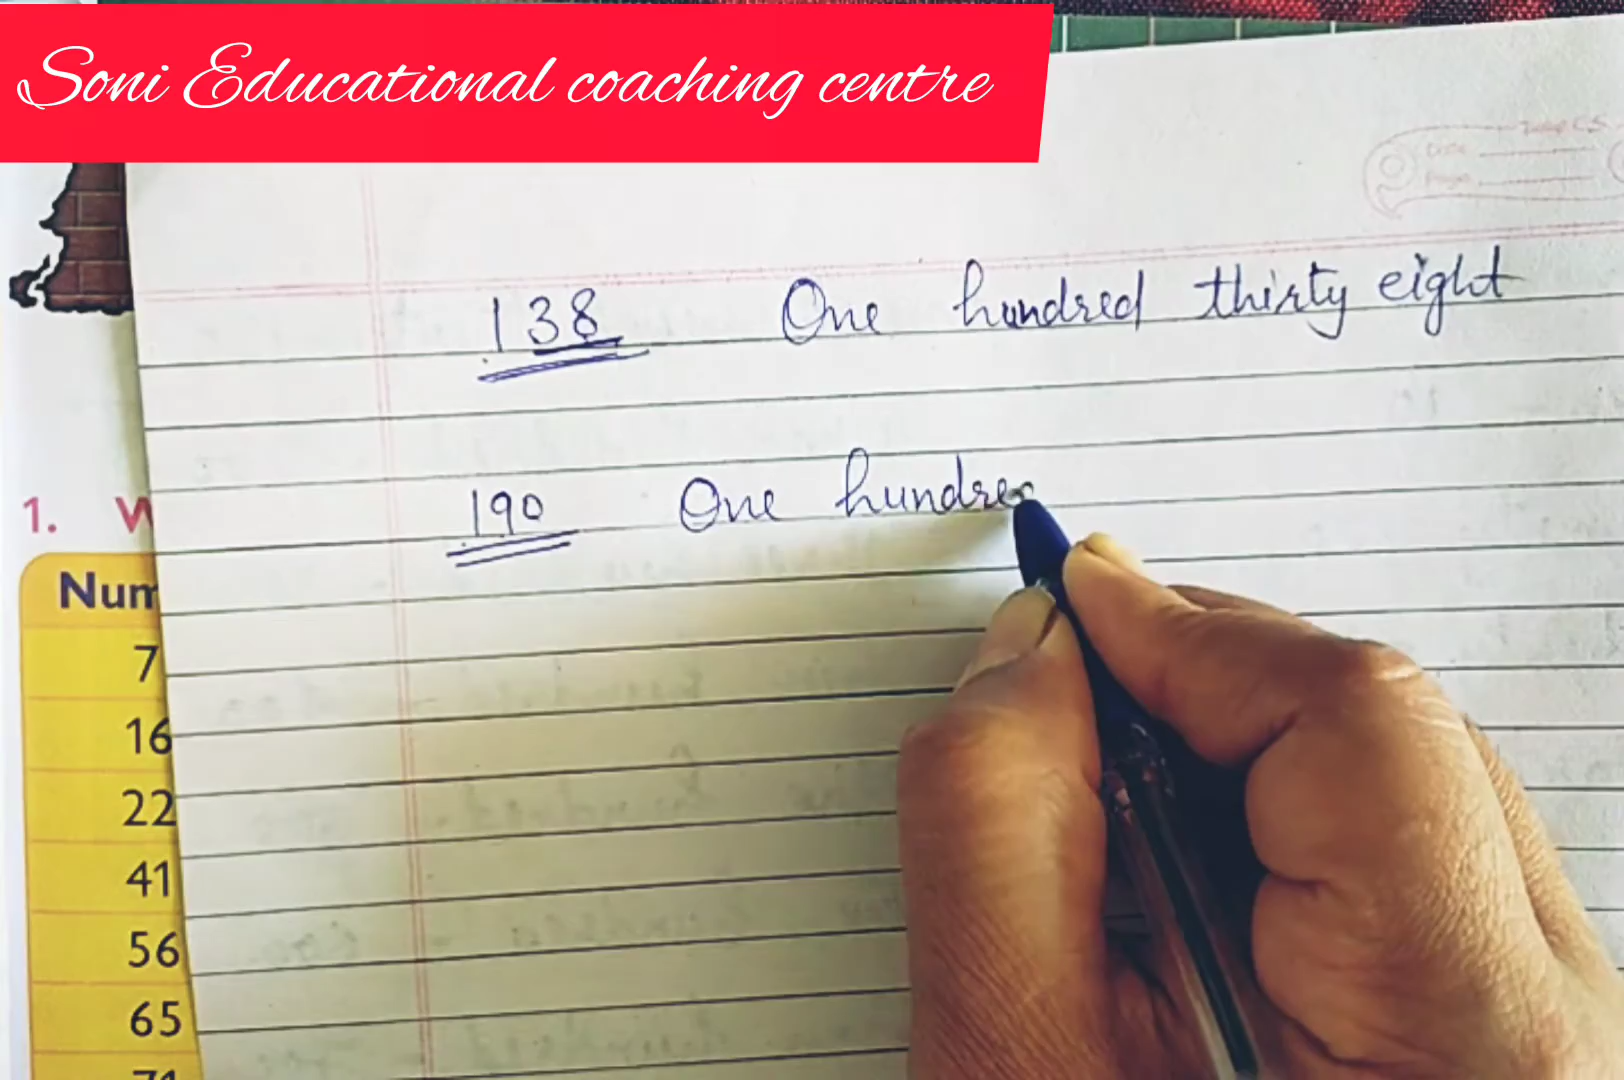 Soni Educational coaching centre
138 One hundred thirty eight
190 One hundre
1.
Num
7
16
22
41
56
65
71